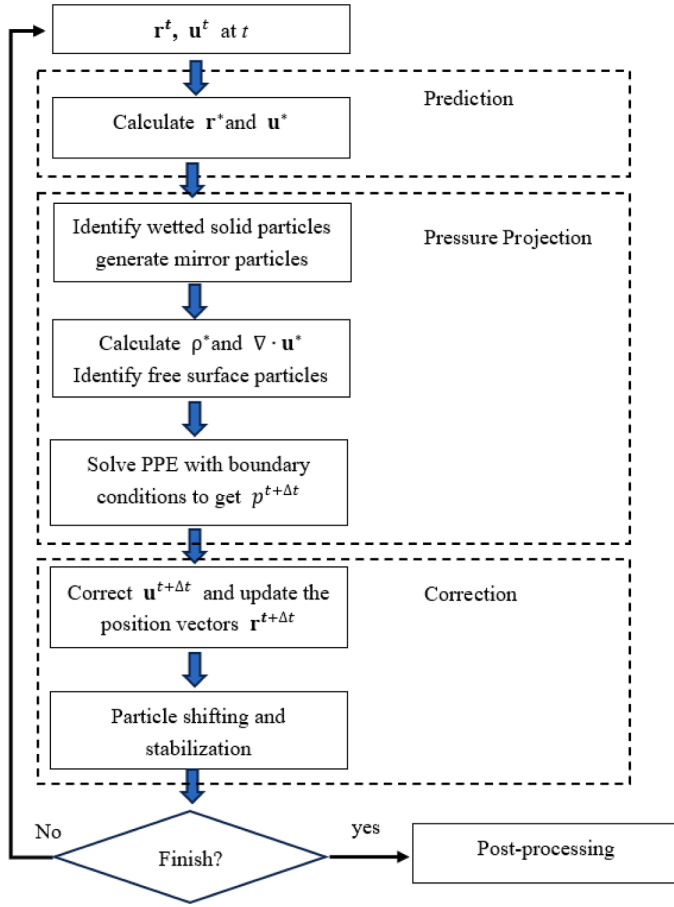 r^t, u^t at t
Prediction
Calculate r* and u*
Identify wetted solid particles
generate mirror particles
Pressure Projection
Calculate ρ* and ∇ · u*
Identify free surface particles
Solve PPE with boundary
conditions to get p^{t+Δt}
Correct u^{t+Δt} and update the
position vectors r^{t+Δt}
Correction
Particle shifting and
stabilization
No
Finish?
yes
Post-processing